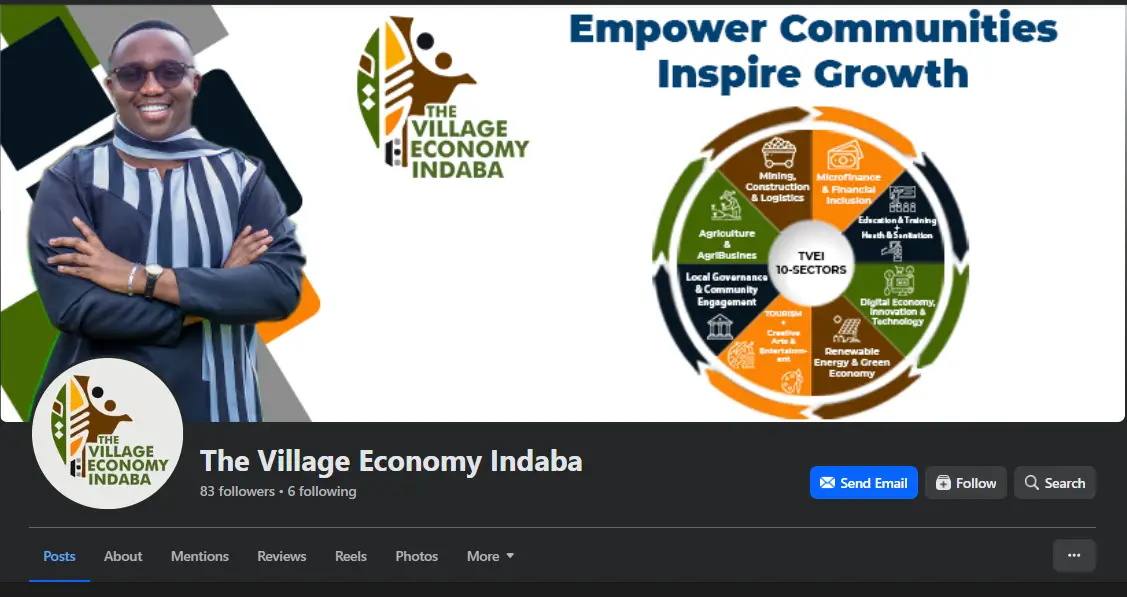 Empower Communities
Inspire Growth
THE
VILLAGE
ECONOMY
INDABA
Mining,
Construction
& Logistics
Microfinance
& Financial
Inclusion
Education & Training
+
Heath & Sanitation
Agriculture
&
AgriBusines
TVEI
10-SECTORS
Local Governance
& Community
Engagement
Digital Economy,
Innovation &
Technology
TOURISM
+
Creative
Arts &
Entertainm-
ent
Renewable
Energy & Green
Economy
THE
VILLAGE
ECONOMY
INDABA
The Village Economy Indaba
83 followers • 6 following
Send Email
Follow
Search
Posts
About
Mentions
Reviews
Reels
Photos
More